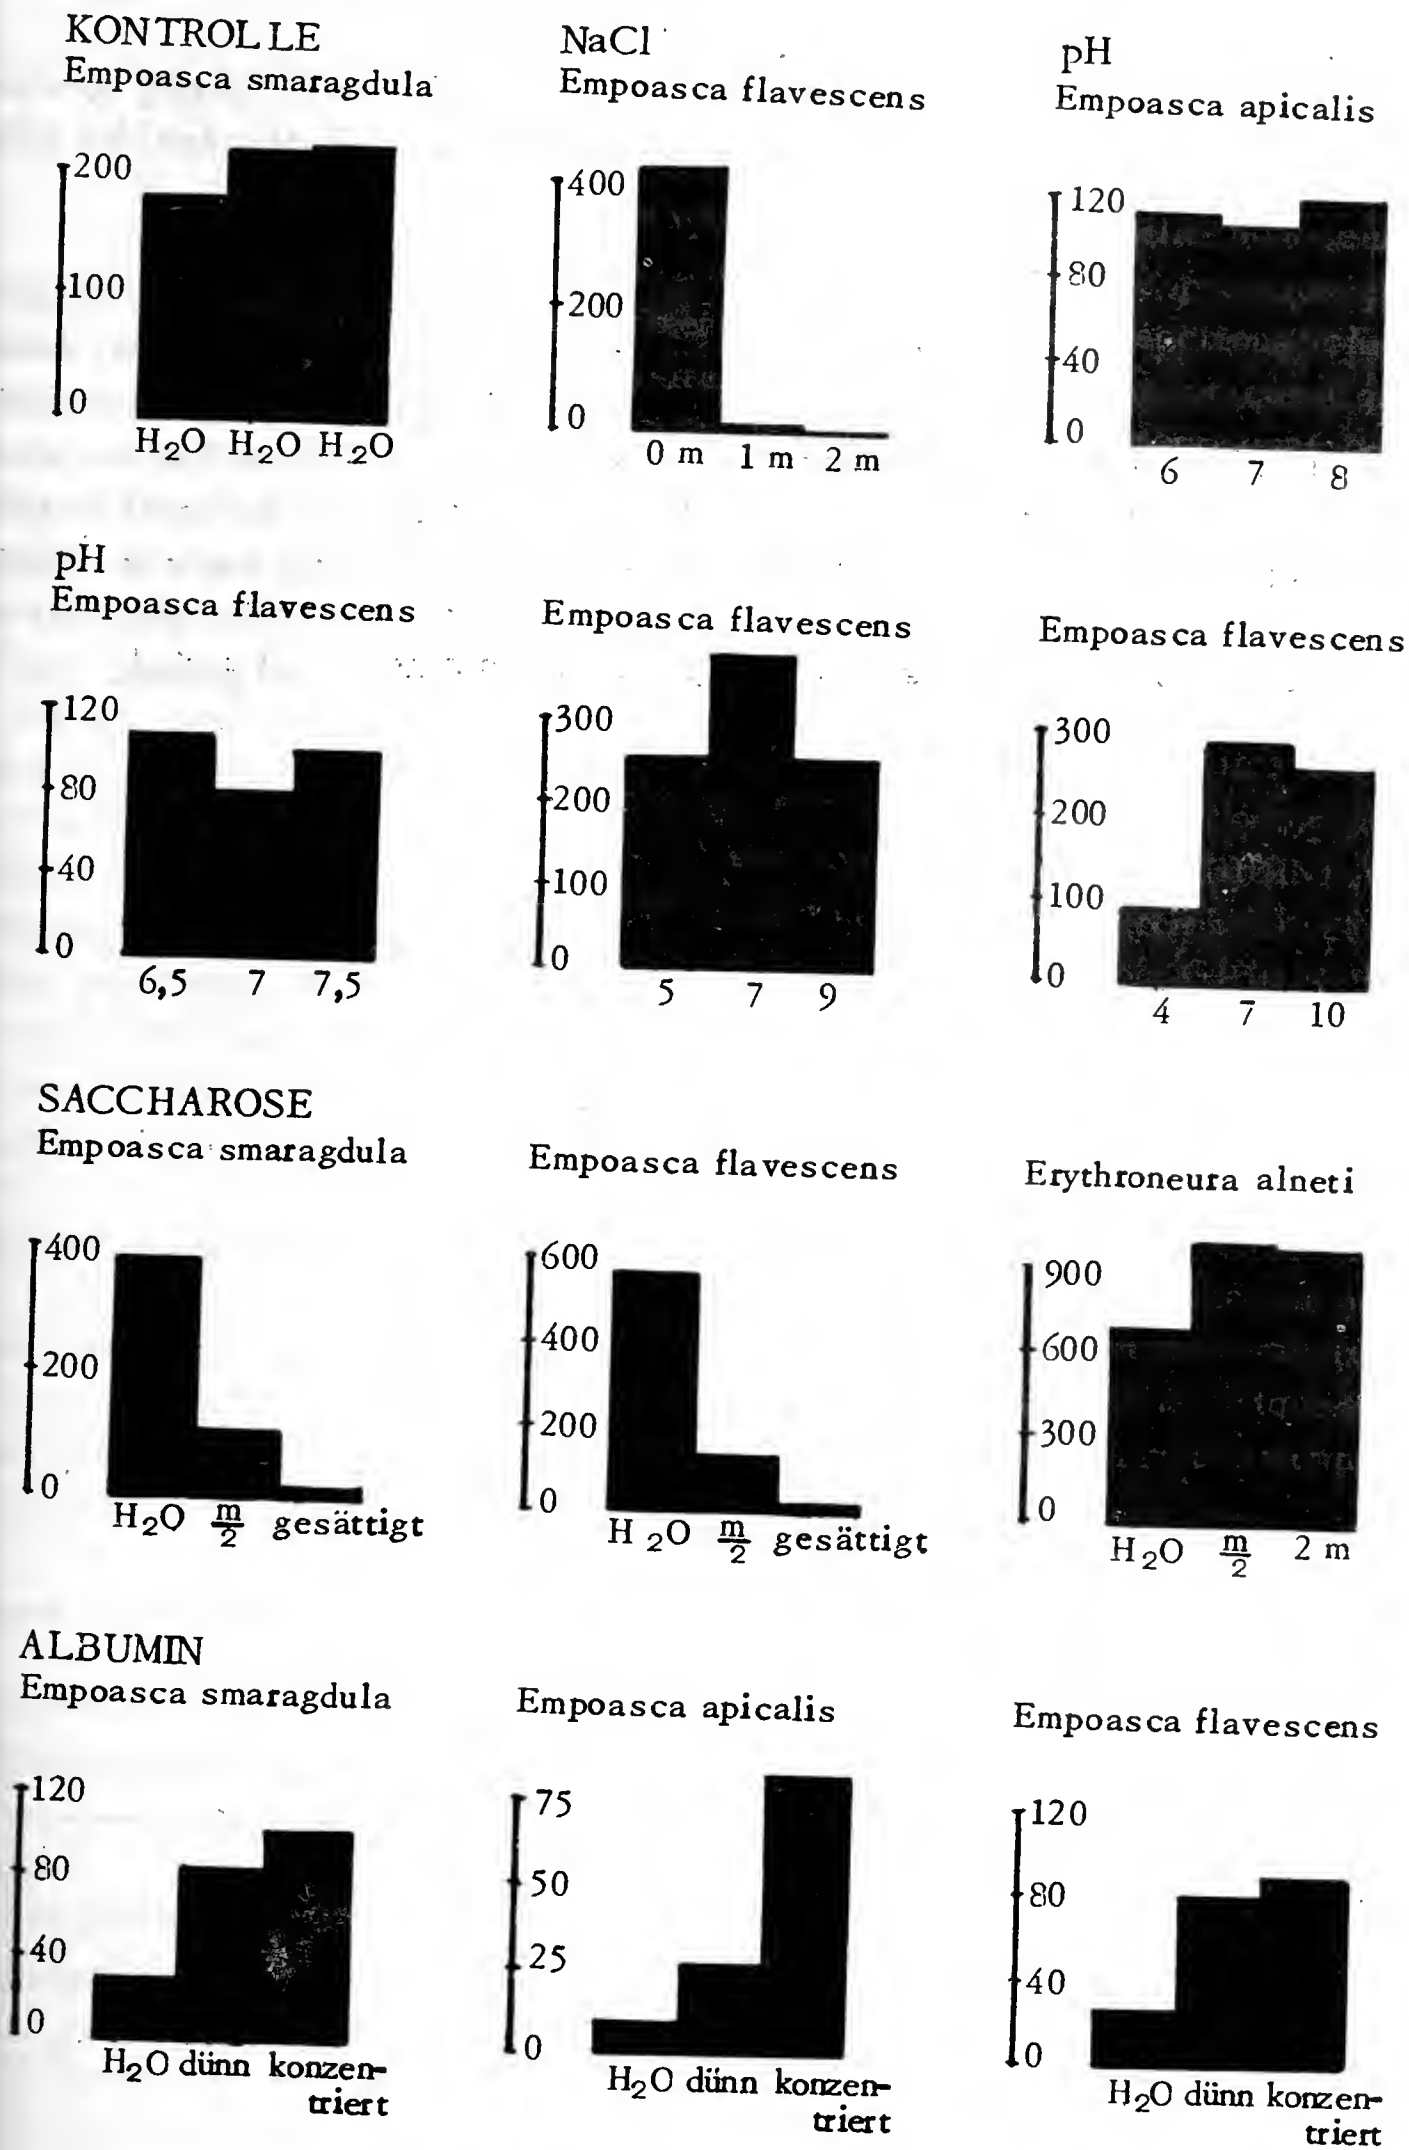 KONTROLLE
Empoasca smaragdula
200
100
0
H₂O H₂O H₂O
NaCl
Empoasca flavescens
400
200
0
0 m 1 m 2 m
pH
Empoasca apicalis
120
80
40
0
6 7 8
pH
Empoasca flavescens
120
80
40
0
6,5 7 7,5
Empoasca flavescens
300
200
100
0
5 7 9
Empoasca flavescens
300
200
100
0
4 7 10
SACCHAROSE
Empoasca smaragdula
400
200
0
H₂O m/2 gesättigt
Empoasca flavescens
600
400
200
0
H₂O m/2 gesättigt
Erythroneura alneti
900
600
300
0
H₂O m/2 2 m
ALBUMIN
Empoasca smaragdula
120
80
40
0
H₂O dünn konzen-
triert
Empoasca apicalis
75
50
25
0
H₂O dünn konzen-
triert
Empoasca flavescens
120
80
40
0
H₂O dünn konzen-
triert